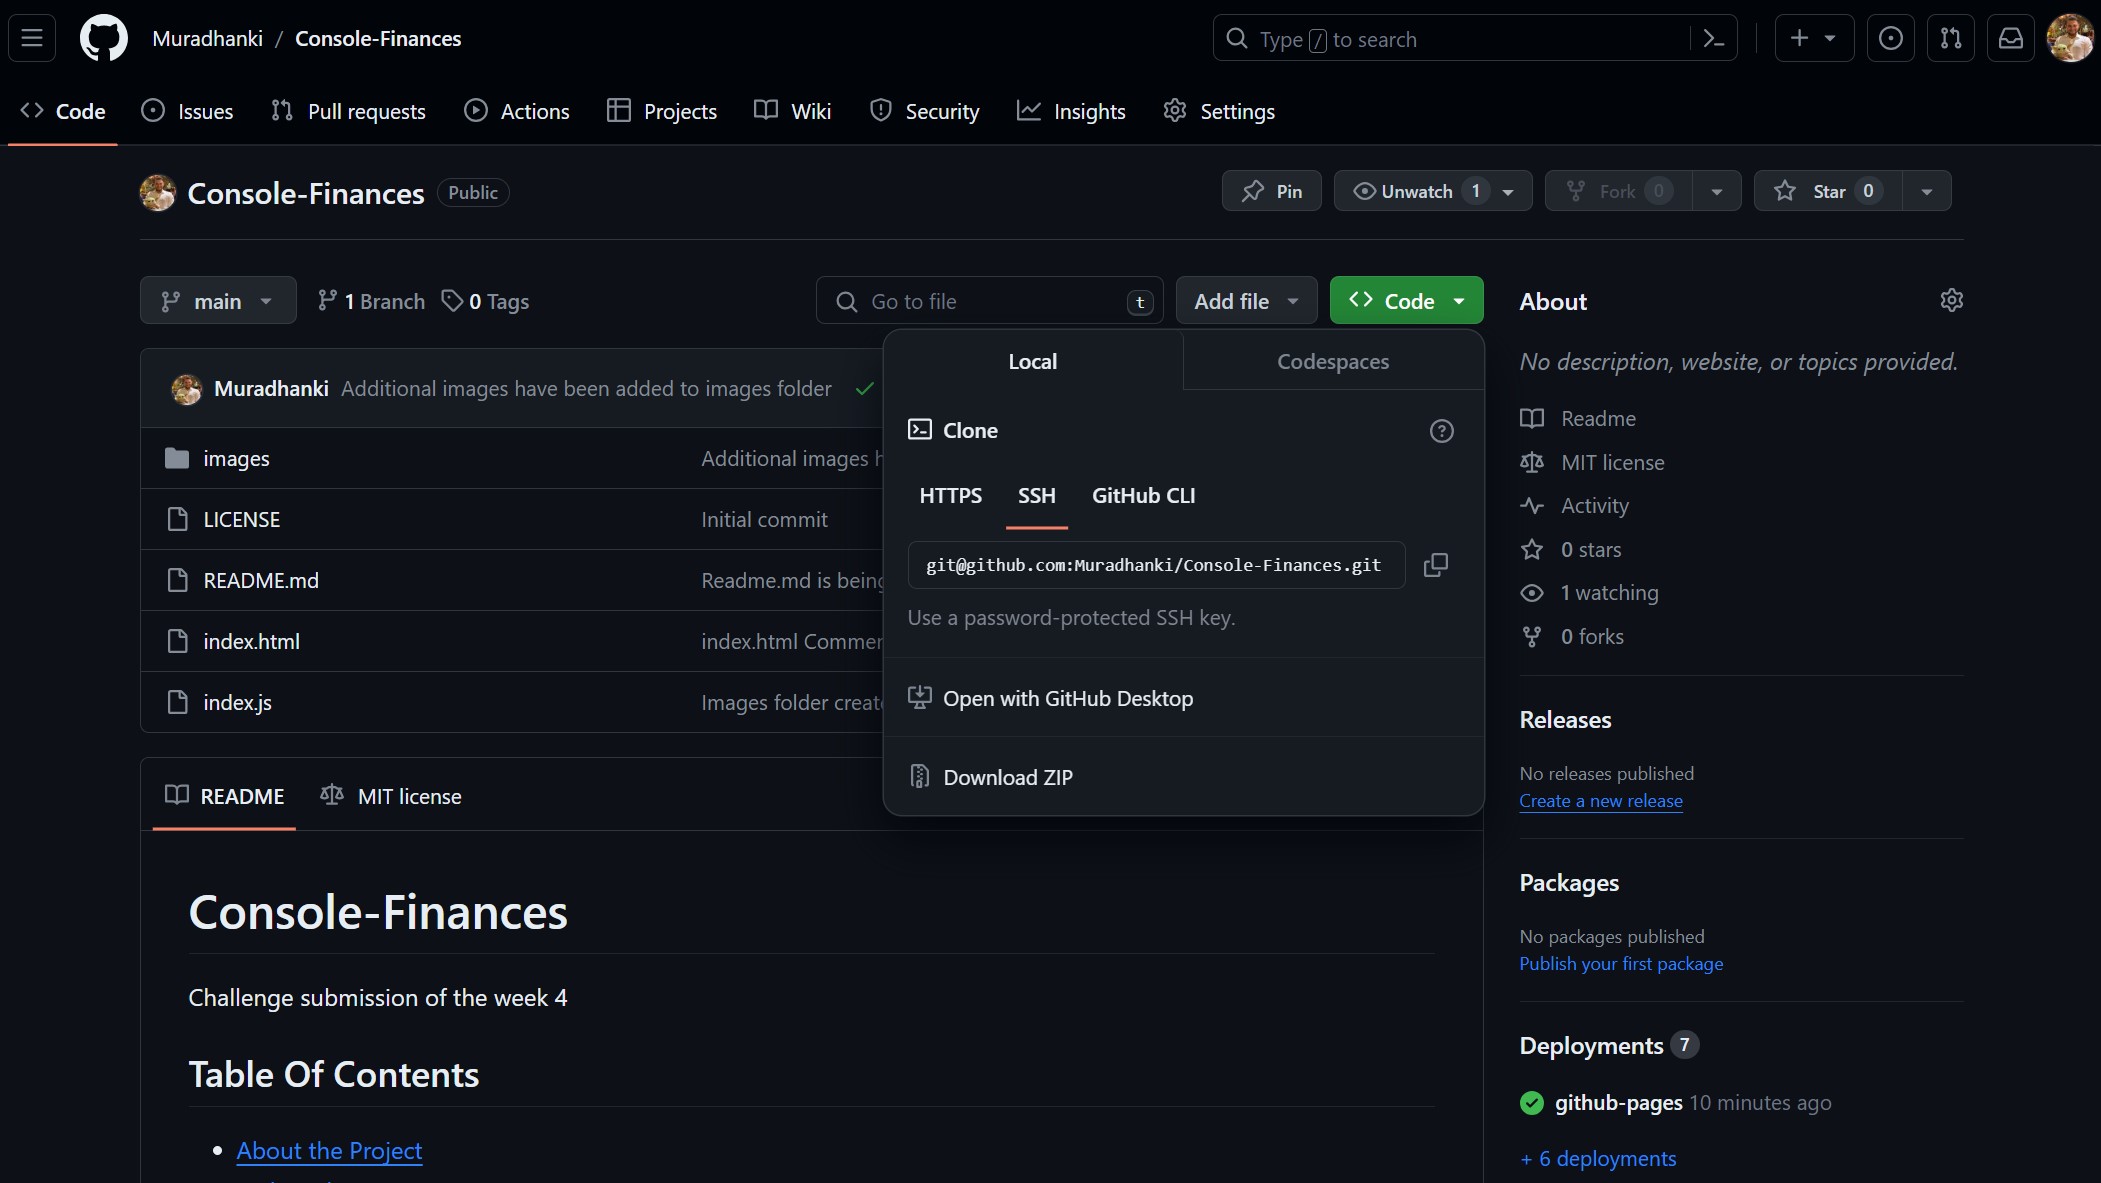 Muradhanki / Console-Finances
Type / to search
Code Issues Pull requests Actions Projects Wiki Security Insights Settings
Console-Finances Public
Pin Unwatch 1 Fork 0 Star 0
main 1 Branch 0 Tags Go to file t Add file Code
Local Codespaces
Clone
HTTPS SSH GitHub CLI
git@github.com:Muradhanki/Console-Finances.git
Use a password-protected SSH key.
Open with GitHub Desktop
Download ZIP
Muradhanki Additional images have been added to images folder
images Additional images
LICENSE Initial commit
README.md Readme.md is being
index.html index.html
index.js Images folder
README MIT license
Console-Finances
Challenge submission of the week 4
Table Of Contents
About the Project
About
No description, website, or topics provided.
Readme
MIT license
Activity
0 stars
1 watching
0 forks
Releases
No releases published
Create a new release
Packages
No packages published
Publish your first package
Deployments 7
github-pages 10 minutes ago
+ 6 deployments